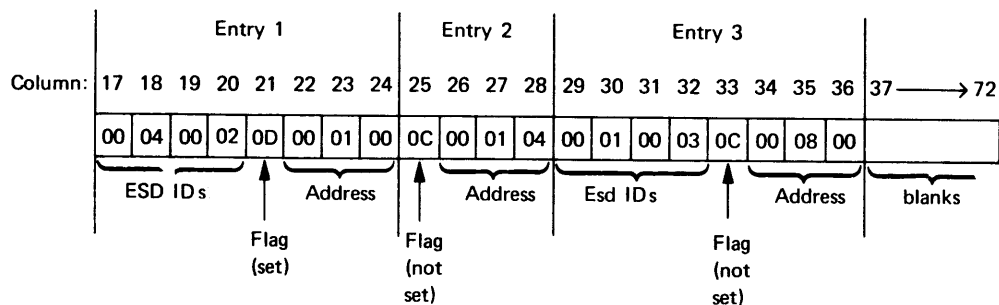 Entry 1 Entry 2 Entry 3
Column: 17 18 19 20 21 22 23 24 25 26 27 28 29 30 31 32 33 34 35 36 37 72
00 04 00 02 0D 00 01 00 0C 00 01 04 00 01 00 03 0C 00 08 00
ESD IDs Address Address Esd IDs Address blanks
Flag Flag Flag
(set) (not (not
set) set)